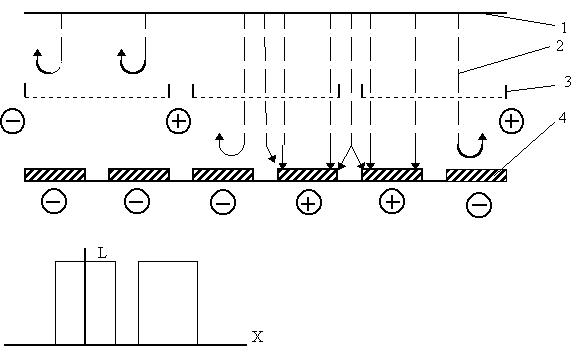 1
2
3
− + +
4
− − − + + −
L
X